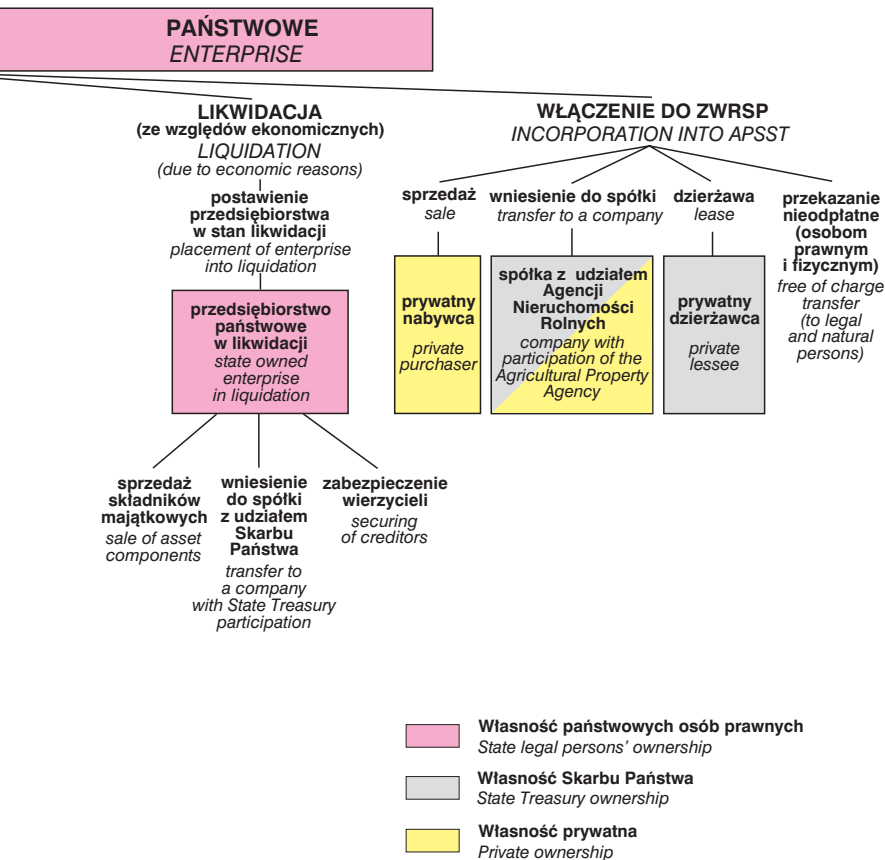 PAŃSTWOWE
ENTERPRISE
LIKWIDACJA
(ze względów ekonomicznych)
LIQUIDATION
(due to economic reasons)
postawienie
przedsiębiorstwa
w stan likwidacji
placement of enterprise
into liquidation
przedsiębiorstwo
państwowe
w likwidacji
state owned
enterprise
in liquidation
sprzedaż
składników
majątkowych
sale of asset
components
wniesienie
do spółki
z udziałem
Skarbu
Państwa
transfer to
a company
with State Treasury
participation
zabezpieczenie
wierzycieli
securing
of creditors
WŁĄCZENIE DO ZWRSP
INCORPORATION INTO APSST
sprzedaż
sale
prywatny
nabywca
private
purchaser
wniesienie do spółki
transfer to a company
spółka z udziałem
Agencji
Nieruchomości
Rolnych
company with
participation of the
Agricultural Property
Agency
dzierżawa
lease
prywatny
dzierżawca
private
lessee
przekazanie
nieodpłatne
(osobom
prawnym
i fizycznym)
free of charge
transfer
(to legal
and natural
persons)
Własność państwowych osób prawnych
State legal persons' ownership
Własność Skarbu Państwa
State Treasury ownership
Własność prywatna
Private ownership